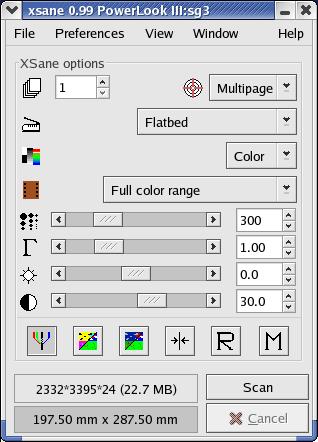 xsane 0.99 PowerLook III:sg3
File Preferences View Window Help
XSane options
1 Multipage
Flatbed
Color
Full color range
300
Γ 1.00
0.0
30.0
R M
2332*3395*24 (22.7 MB) Scan
197.50 mm x 287.50 mm Cancel